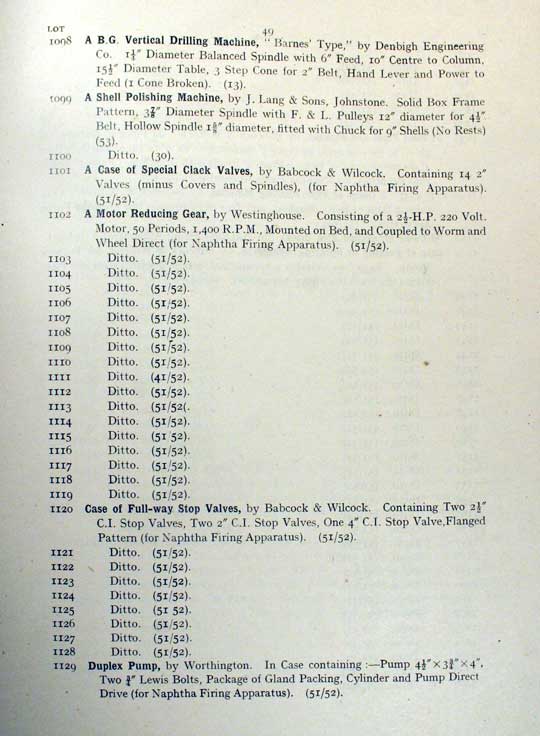 LOT
49
1098 A B.G. Vertical Drilling Machine, "Barnes' Type," by Denbigh Engineering
Co. 1¼" Diameter Balanced Spindle with 6" Feed, 10" Centre to Column,
15½" Diameter Table, 3 Step Cone for 2" Belt, Hand Lever and Power to
Feed (1 Cone Broken). (13).
1099 A Shell Polishing Machine, by J. Lang & Sons, Johnstone. Solid Box Frame
Pattern, Diameter Spindle with F. & L. Pulleys 12" diameter for 4½"
Belt, Hollow Spindle diameter, fitted with Chuck for 9" Shells (No Rests)
(53).
1100 Ditto. (30).
1101 A Case of Special Clack Valves, by Babcock & Wilcock. Containing 14 2"
Valves (minus Covers and Spindles), (for Naphtha Firing Apparatus).
(51/52).
1102 A Motor Reducing Gear, by Westinghouse. Consisting of a 2½-H.P. 220 Volt.
Motor, 50 Periods, 1,400 R.P.M., Mounted on Bed, and Coupled to Worm and
Wheel Direct (for Naphtha Firing Apparatus). (51/52).
1103 Ditto. (51/52).
1104 Ditto. (51/52).
1105 Ditto. (51/52).
1106 Ditto. (51/52).
1107 Ditto. (51/52).
1108 Ditto. (51/52).
1109 Ditto. (51/52).
1110 Ditto. (51/52).
1111 Ditto. (41/52).
1112 Ditto. (51/52).
1113 Ditto. (51/52(.
1114 Ditto. (51/52).
1115 Ditto. (51 52).
1116 Ditto. (51/52).
1117 Ditto. (51/52).
1118 Ditto. (51/52).
1119 Ditto. (51/52).
1120 Case of Full-way Stop Valves, by Babcock & Wilcock. Containing Two 2½"
C.I. Stop Valves, Two 2" C.I. Stop Valves, One 4" C.I. Stop Valve,Flanged
Pattern (for Naphtha Firing Apparatus). (51/52).
1121 Ditto. (51/52).
1122 Ditto. (51/52).
1123 Ditto. (51/52).
1124 Ditto. (51/52).
1125 Ditto. (51 52).
1126 Ditto. (51/52).
1127 Ditto. (51/52).
1128 Ditto. (51/52).
1129 Duplex Pump, by Worthington. In Case containing :—Pump 4½"×3¾"×4",
Two ¾" Lewis Bolts, Package of Gland Packing, Cylinder and Pump Direct
Drive (for Naphtha Firing Apparatus). (51/52).